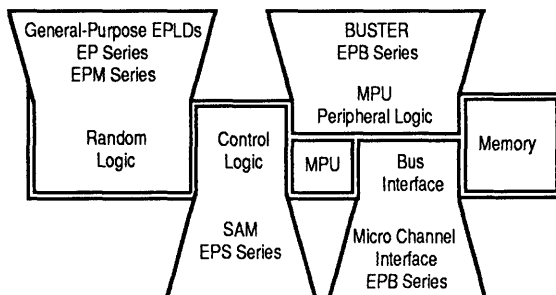 General-Purpose EPLDs
EP Series
EPM Series
Random
Logic
Control
Logic
SAM
EPS Series
BUSTER
EPB Series
MPU
Peripheral Logic
MPU
Bus
Interface
Micro Channel
Interface
EPB Series
Memory